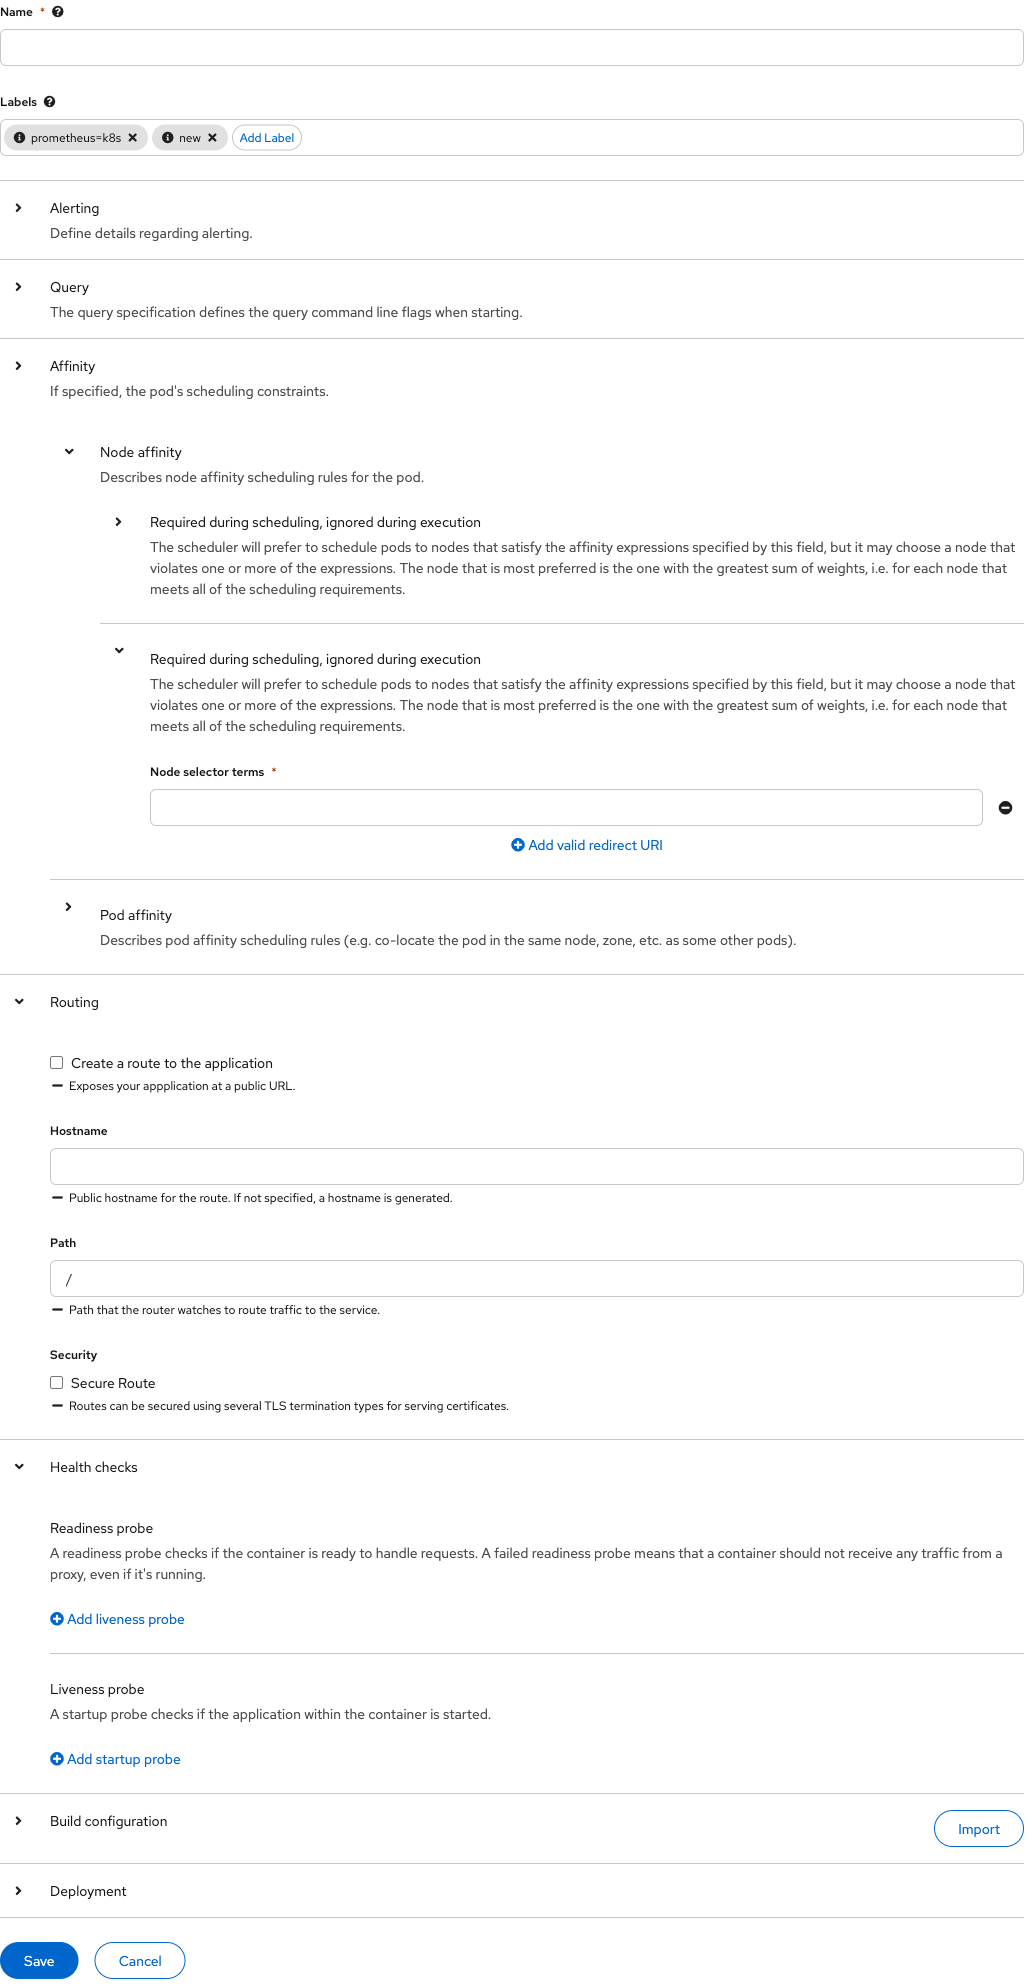 Name *
Labels
prometheus=k8s new Add Label
Alerting
Define details regarding alerting.
Query
The query specification defines the query command line flags when starting.
Affinity
If specified, the pod's scheduling constraints.
Node affinity
Describes node affinity scheduling rules for the pod.
Required during scheduling, ignored during execution
The scheduler will prefer to schedule pods to nodes that satisfy the affinity expressions specified by this field, but it may choose a node that
violates one or more of the expressions. The node that is most preferred is the one with the greatest sum of weights, i.e. for each node that
meets all of the scheduling requirements.
Required during scheduling, ignored during execution
The scheduler will prefer to schedule pods to nodes that satisfy the affinity expressions specified by this field, but it may choose a node that
violates one or more of the expressions. The node that is most preferred is the one with the greatest sum of weights, i.e. for each node that
meets all of the scheduling requirements.
Node selector terms *
Add valid redirect URI
Pod affinity
Describes pod affinity scheduling rules (e.g. co-locate the pod in the same node, zone, etc. as some other pods).
Routing
Create a route to the application
Exposes your appplication at a public URL.
Hostname
Public hostname for the route. If not specified, a hostname is generated.
Path
/
Path that the router watches to route traffic to the service.
Security
Secure Route
Routes can be secured using several TLS termination types for serving certificates.
Health checks
Readiness probe
A readiness probe checks if the container is ready to handle requests. A failed readiness probe means that a container should not receive any traffic from a
proxy, even if it's running.
Add liveness probe
Liveness probe
A startup probe checks if the application within the container is started.
Add startup probe
Build configuration
Import
Deployment
Save Cancel